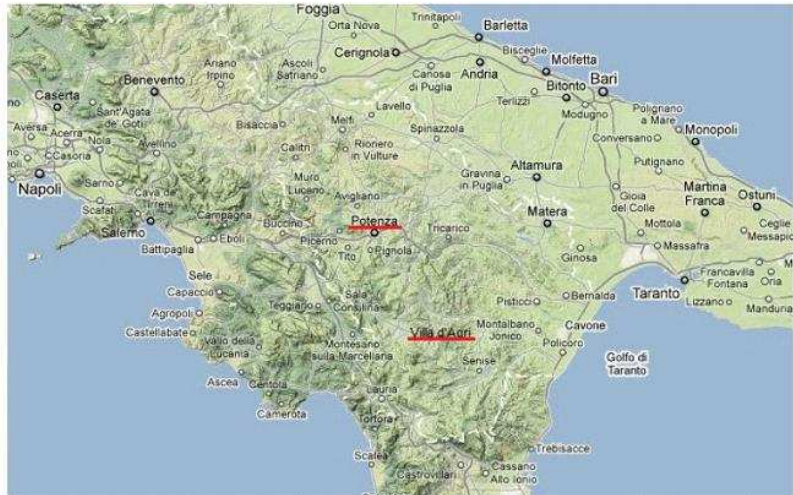 Foggia
Trinitapoli
Barletta
Orta Nova
Bisceglie
Molfetta
Cerignola
Ariano
Irpino
Ascoli
Satriano
Canosa
di Puglia
Andria
Bari
Benevento
Terlizzi
Bitonto
Modugno
Caserta
Sant'Agata
de' Goti
Lavello
Polignano
a Mare
Bisaccia
Melfi
Spinazzola
Conversano
Monopoli
Aversa
Acerra
Nola
Avellino
Rionero
in Vulture
Casoria
Calitri
Altamura
Putignano
Gravina
in Puglia
Napoli
Sarno
Cava de'
Tirreni
Muro
Lucano
Avigliano
Gioia
del Colle
Martina
Franca
Ostuni
Scafati
Campagna
Potenza
Matera
Salerno
Buccino
Picerno
Tricarico
Mottola
Ceglie
Messapic
Battipaglia
Eboli
Tito
Pignola
Ginosa
Massafra
Sele
Francavilla
Fontana
Oria
Capaccio
Sala
Consilina
Pisticci
Bernalda
Taranto
Lizzano
Manduria
Teggiano
Agropoli
Castellabate
Villa d'Agri
Montalbano
Jonico
Cavone
Vallo della
Lucania
Montesano
sulla Marcellana
Policoro
Golfo di
Taranto
Senise
Ascea
Centola
Lauria
Camerota
Tortora
Trebisacce
Scalea
Castrovillari
Cassano
Allo Ionio